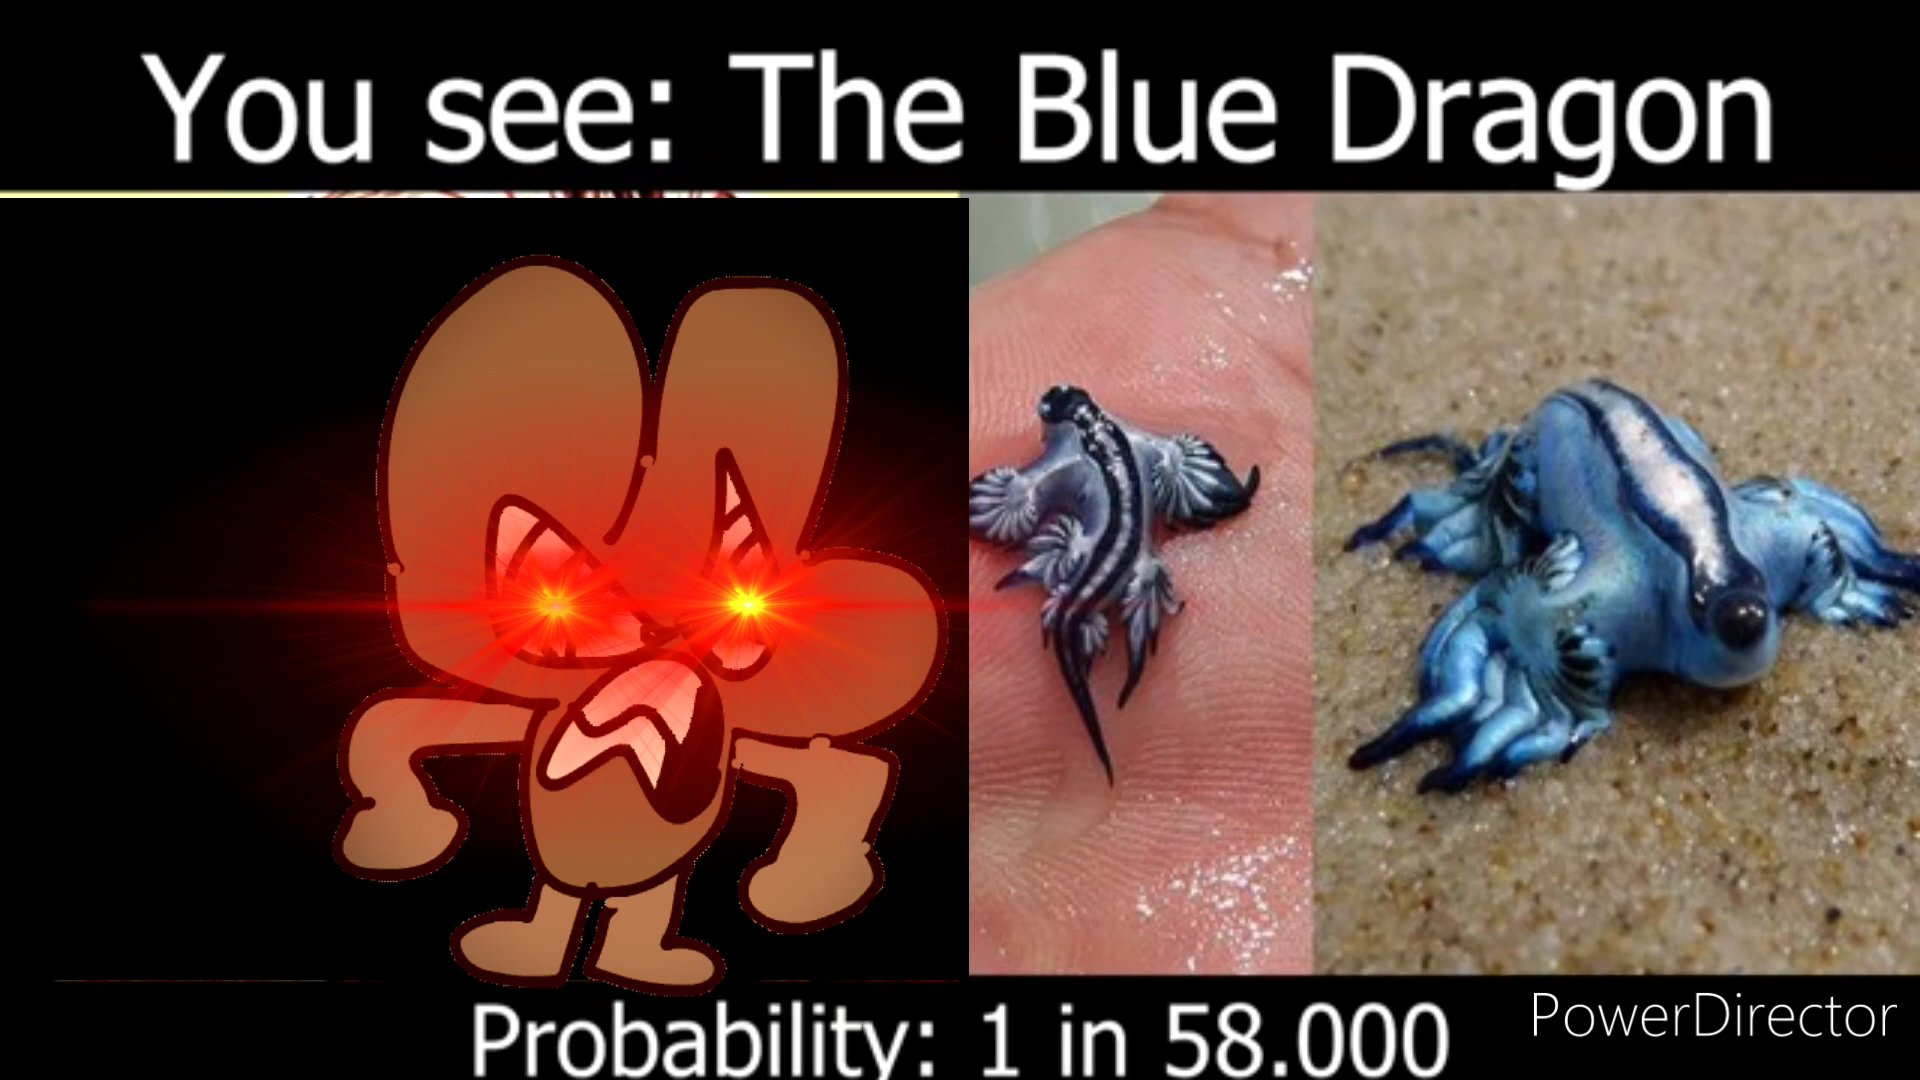 You see: The Blue Dragon
Probability: 1 in 58.000
PowerDirector